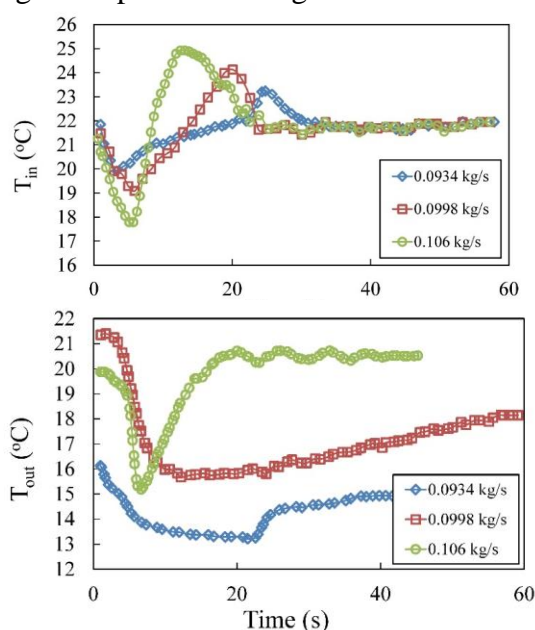 26
25
24
23
22
21
20
19
18
17
16
T_in (°C)
0.0934 kg/s
0.0998 kg/s
0.106 kg/s
0 20 40 60
22
21
20
19
18
17
16
15
14
13
12
T_out (°C)
0.0934 kg/s
0.0998 kg/s
0.106 kg/s
0 20 40 60
Time (s)